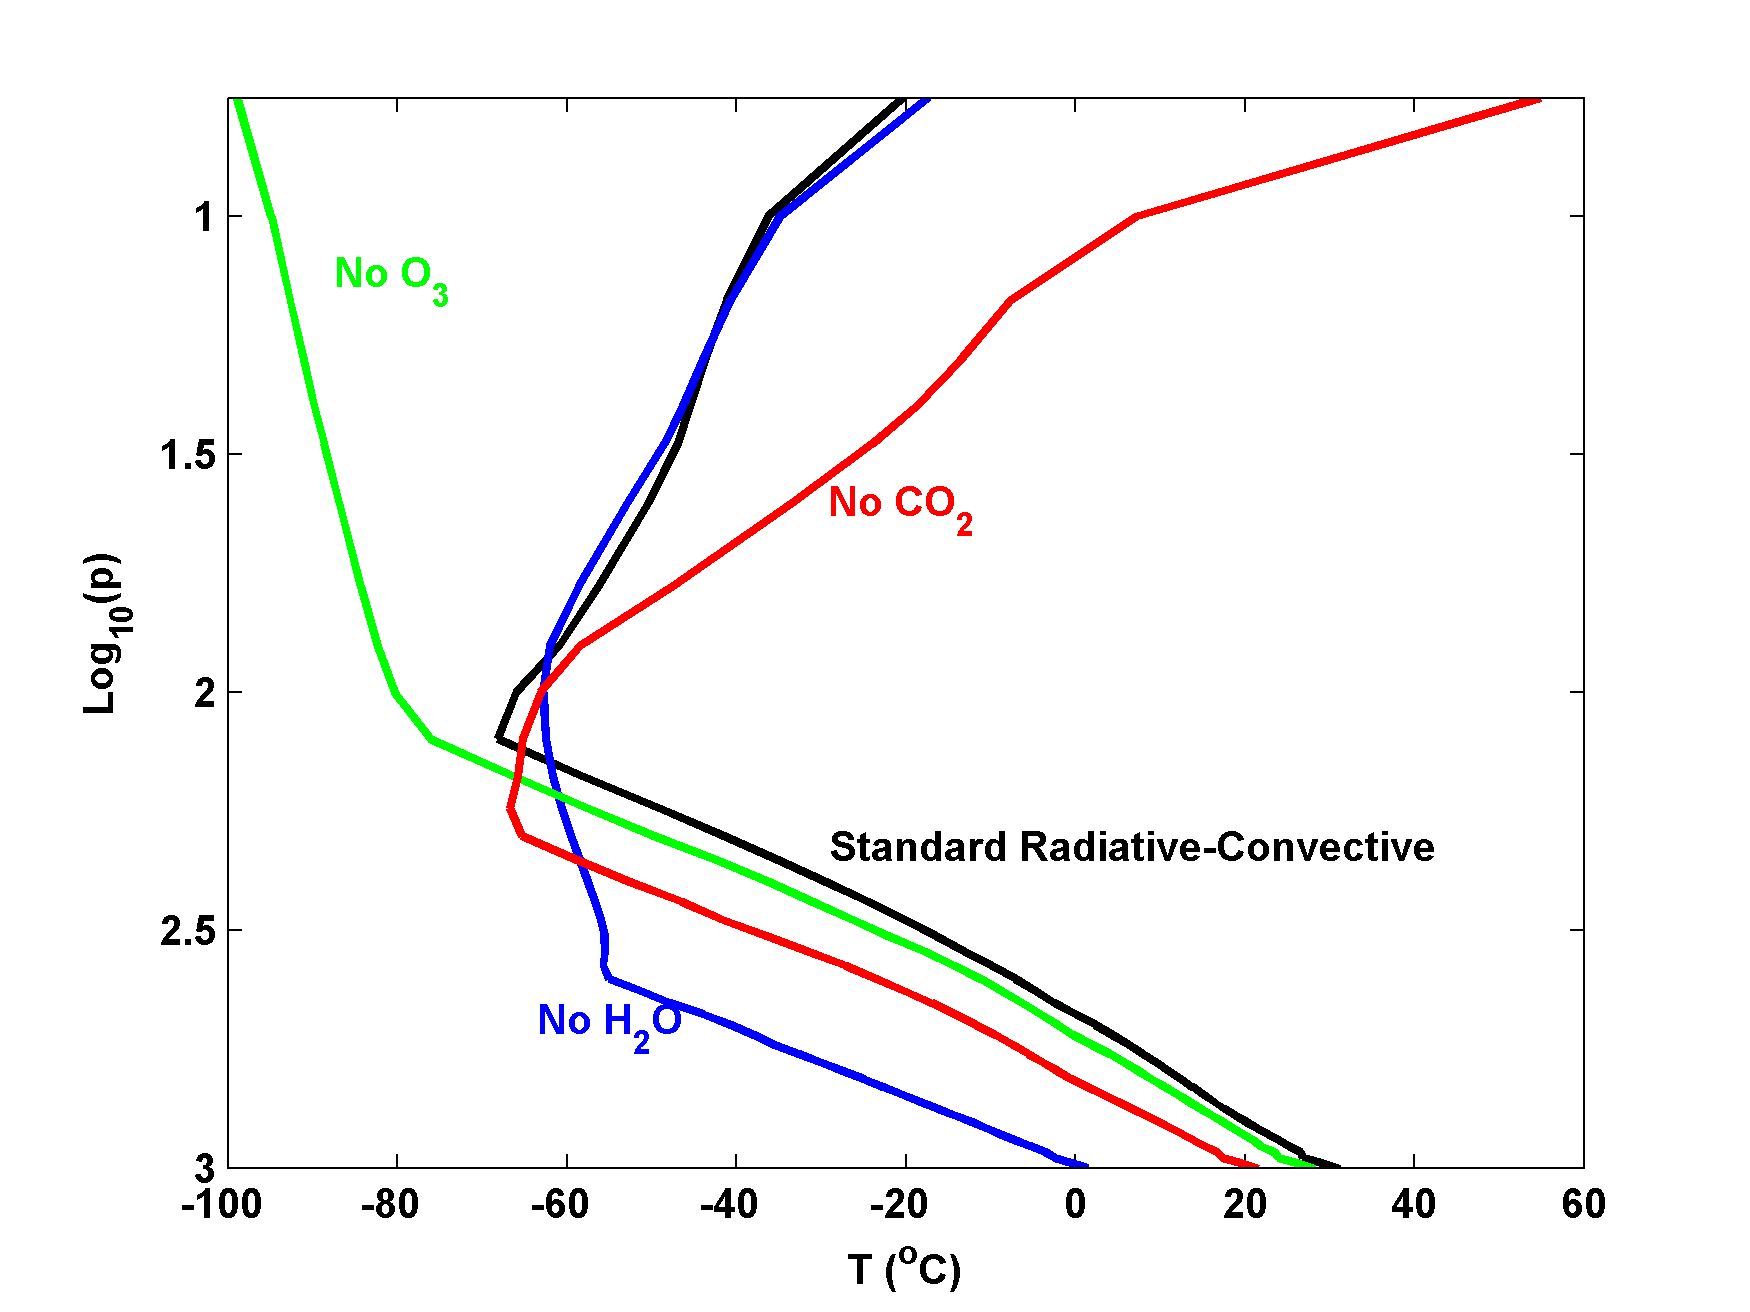 1
No O3
1.5
No CO2
Log10(p)
2
Standard Radiative-Convective
2.5
No H2O
3
-100 -80 -60 -40 -20 0 20 40 60
T (oC)